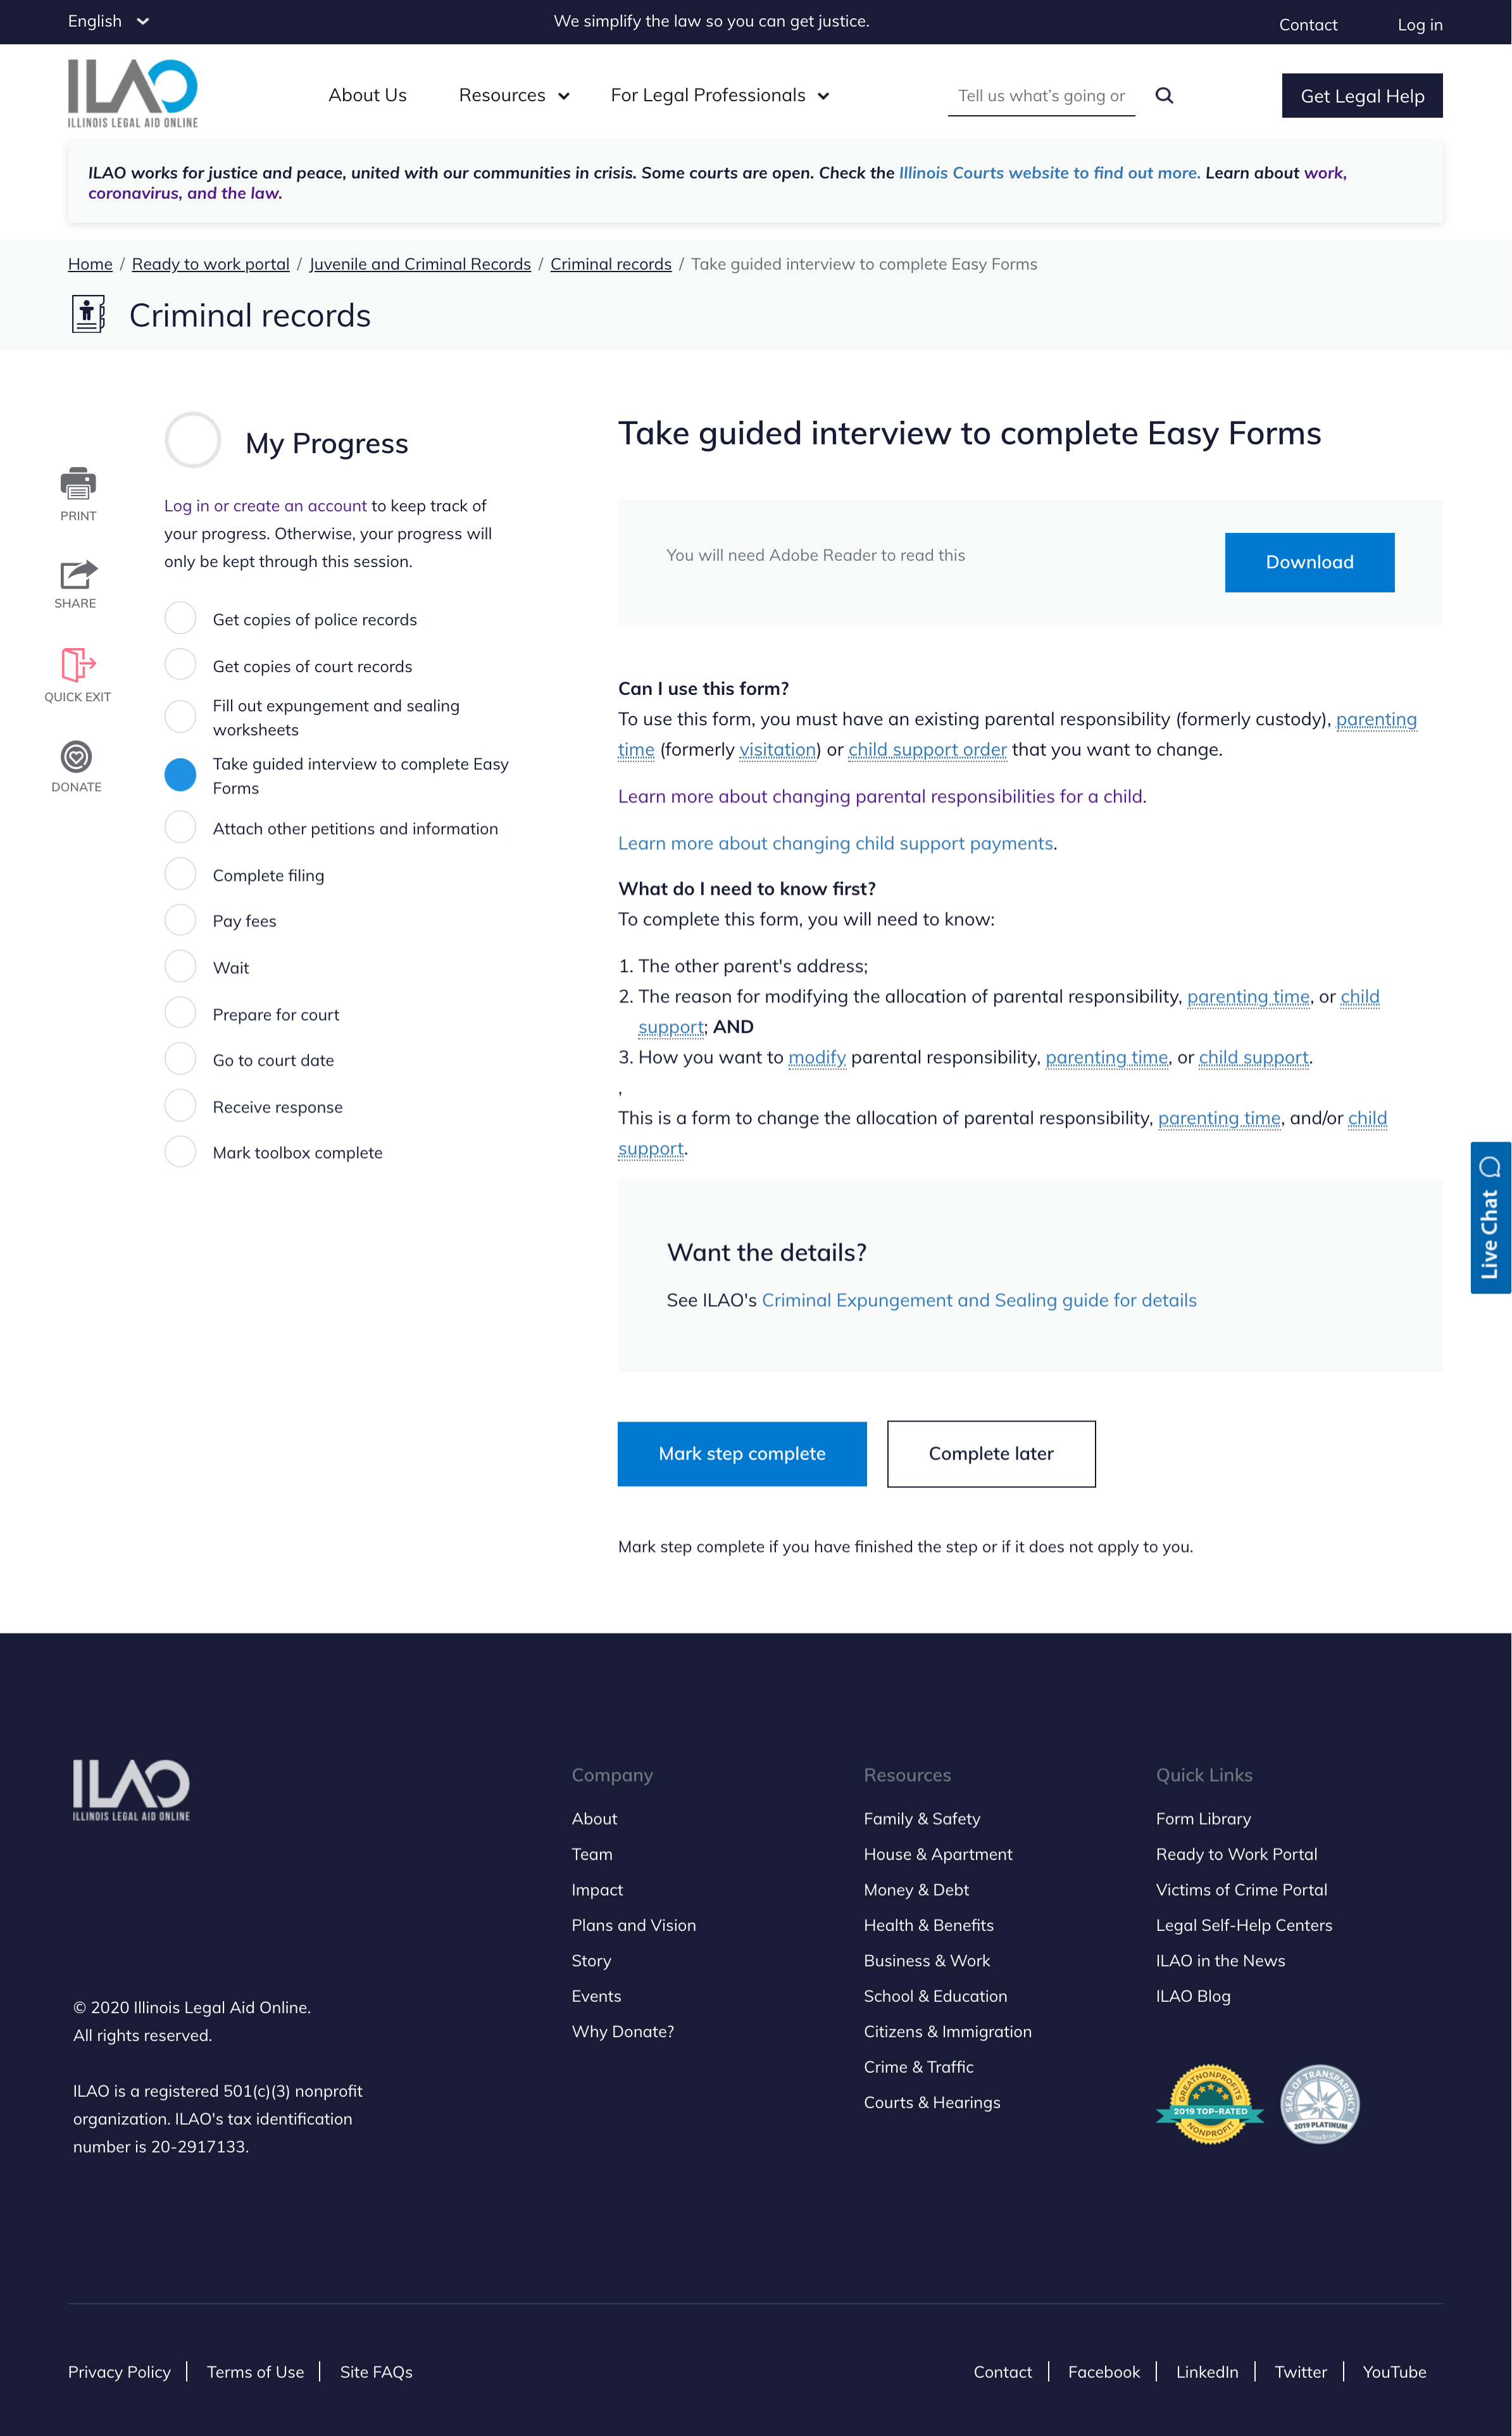 English
We simplify the law so you can get justice.
Contact
Log in
ILAO
ILLINOIS LEGAL AID ONLINE
About Us
Resources
For Legal Professionals
Tell us what's going or
Get Legal Help
ILAO works for justice and peace, united with our communities in crisis. Some courts are open. Check the Illinois Courts website to find out more. Learn about work,
coronavirus, and the law.
Home / Ready to work portal / Juvenile and Criminal Records / Criminal records / Take guided interview to complete Easy Forms
Criminal records
PRINT
SHARE
QUICK EXIT
DONATE
My Progress
Log in or create an account to keep track of
your progress. Otherwise, your progress will
only be kept through this session.
Get copies of police records
Get copies of court records
Fill out expungement and sealing
worksheets
Take guided interview to complete Easy
Forms
Attach other petitions and information
Complete filing
Pay fees
Wait
Prepare for court
Go to court date
Receive response
Mark toolbox complete
Take guided interview to complete Easy Forms
You will need Adobe Reader to read this
Download
Can I use this form?
To use this form, you must have an existing parental responsibility (formerly custody), parenting
time (formerly visitation) or child support order that you want to change.
Learn more about changing parental responsibilities for a child.
Learn more about changing child support payments.
What do I need to know first?
To complete this form, you will need to know:
1. The other parent's address;
2. The reason for modifying the allocation of parental responsibility, parenting time, or child
support; AND
3. How you want to modify parental responsibility, parenting time, or child support.
,
This is a form to change the allocation of parental responsibility, parenting time, and/or child
support.
Want the details?
See ILAO's Criminal Expungement and Sealing guide for details
Mark step complete
Complete later
Mark step complete if you have finished the step or if it does not apply to you.
Live Chat
ILAO
ILLINOIS LEGAL AID ONLINE
© 2020 Illinois Legal Aid Online.
All rights reserved.
ILAO is a registered 501(c)(3) nonprofit
organization. ILAO's tax identification
number is 20-2917133.
Company
About
Team
Impact
Plans and Vision
Story
Events
Why Donate?
Resources
Family & Safety
House & Apartment
Money & Debt
Health & Benefits
Business & Work
School & Education
Citizens & Immigration
Crime & Traffic
Courts & Hearings
Quick Links
Form Library
Ready to Work Portal
Victims of Crime Portal
Legal Self-Help Centers
ILAO in the News
ILAO Blog
GREATNONPROFITS
2019 TOP-RATED
NONPROFIT
SEAL OF TRANSPARENCY
2019 PLATINUM
GuideStar
Privacy Policy
Terms of Use
Site FAQs
Contact
Facebook
LinkedIn
Twitter
YouTube